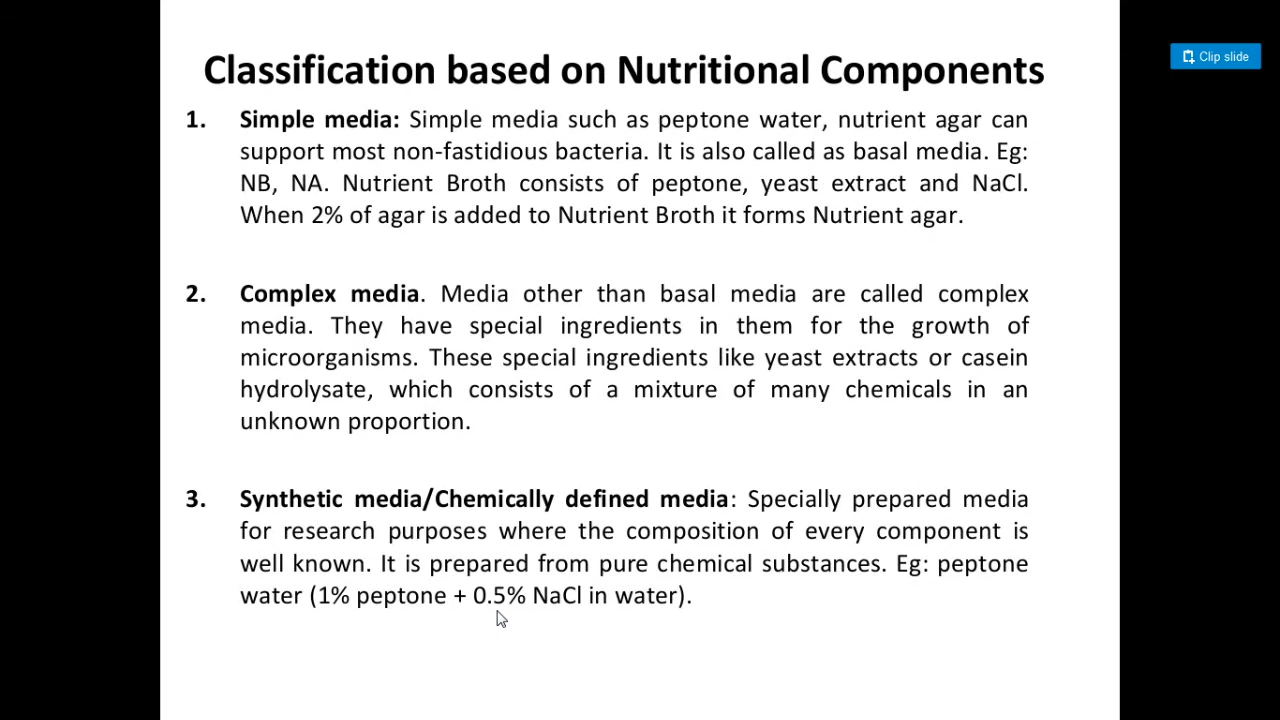 Clip slide
Classification based on Nutritional Components
1. Simple media: Simple media such as peptone water, nutrient agar can
support most non-fastidious bacteria. It is also called as basal media. Eg:
NB, NA. Nutrient Broth consists of peptone, yeast extract and NaCl.
When 2% of agar is added to Nutrient Broth it forms Nutrient agar.
2. Complex media. Media other than basal media are called complex
media. They have special ingredients in them for the growth of
microorganisms. These special ingredients like yeast extracts or casein
hydrolysate, which consists of a mixture of many chemicals in an
unknown proportion.
3. Synthetic media/Chemically defined media: Specially prepared media
for research purposes where the composition of every component is
well known. It is prepared from pure chemical substances. Eg: peptone
water (1% peptone + 0.5% NaCl in water).